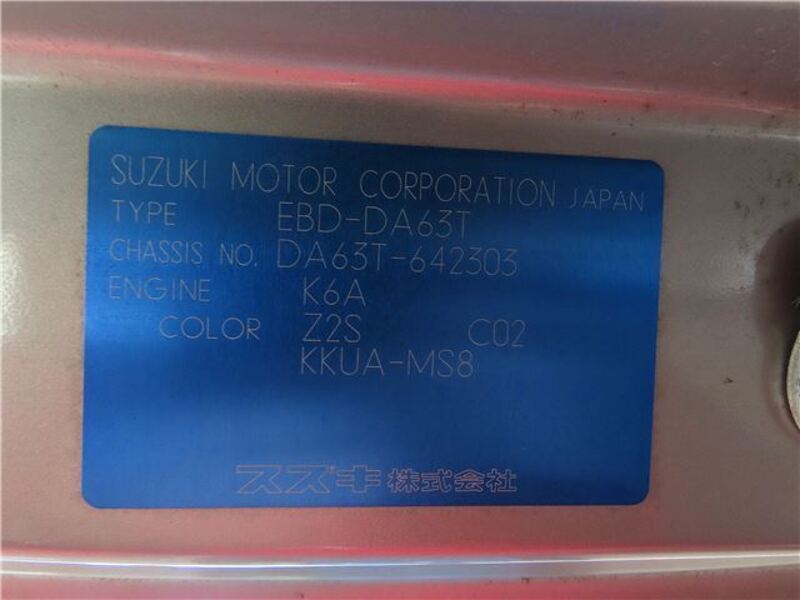 SUZUKI MOTOR CORPORATION JAPAN
TYPE EBD-DA63T
CHASSIS NO. DA63T-642303
ENGINE K6A
COLOR Z2S C02
KKUA-MS8
スズキ株式会社